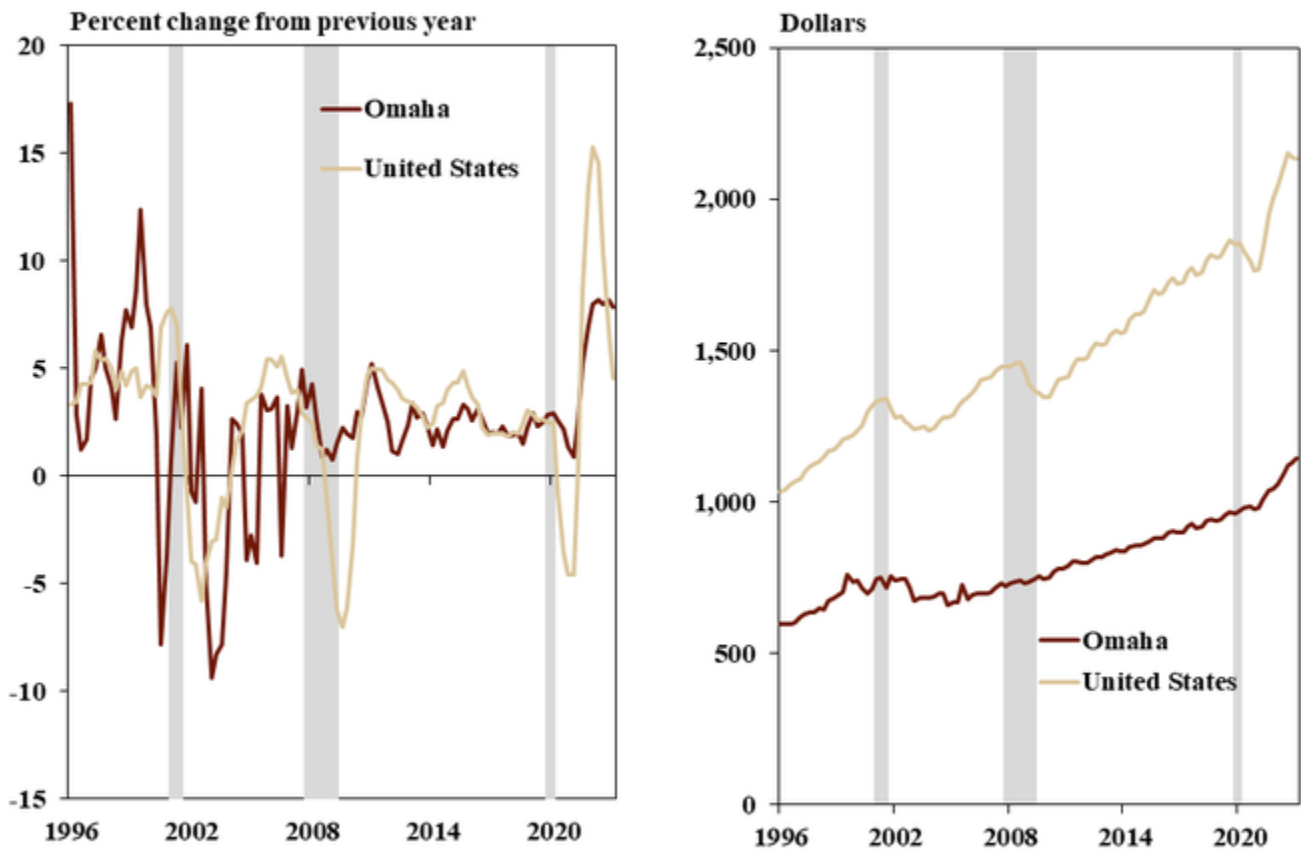 Percent change from previous year
20
15
10
5
0
-5
-10
-15
1996 2002 2008 2014 2020
Omaha
United States
Dollars
2,500
2,000
1,500
1,000
500
0
1996 2002 2008 2014 2020
Omaha
United States